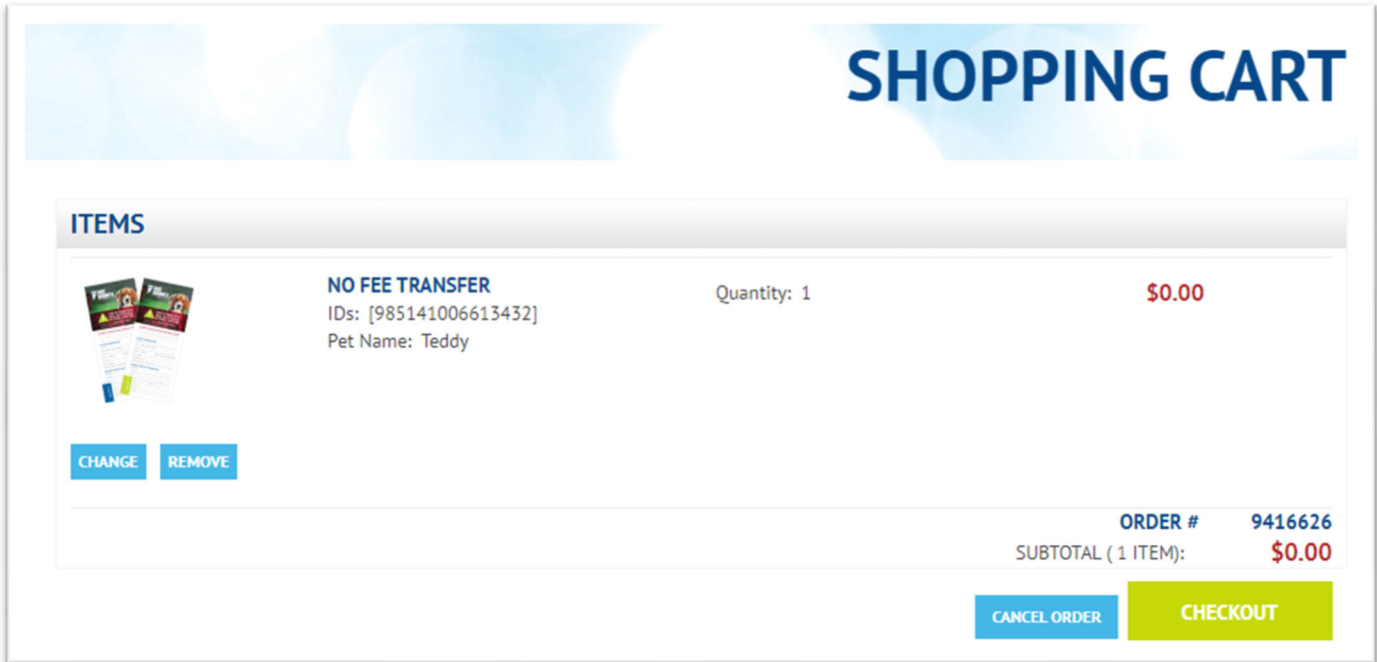 SHOPPING CART
ITEMS
NO FEE TRANSFER
IDs: [985141006613432]
Pet Name: Teddy
Quantity: 1
$0.00
CHANGE
REMOVE
ORDER # 9416626
SUBTOTAL ( 1 ITEM): $0.00
CANCEL ORDER
CHECKOUT